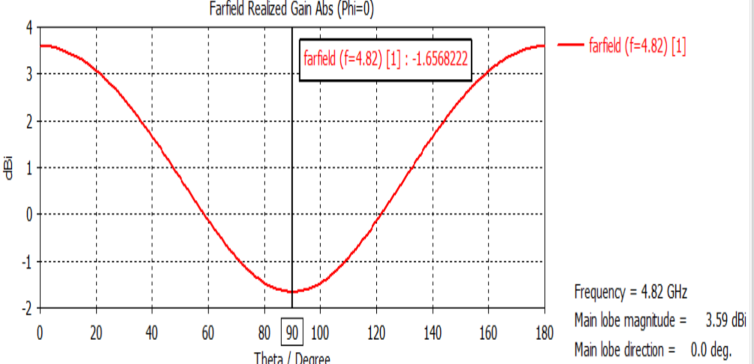 Farfield Realized Gain Abs (Phi=0)
4
3
2
1
0
-1
-2
dBi
farfield (f=4.82) [1] : -1.6568222
farfield (f=4.82) [1]
0 20 40 60 80 90 100 120 140 160 180
Theta / Degree
Frequency = 4.82 GHz
Main lobe magnitude = 3.59 dBi
Main lobe direction = 0.0 deg.